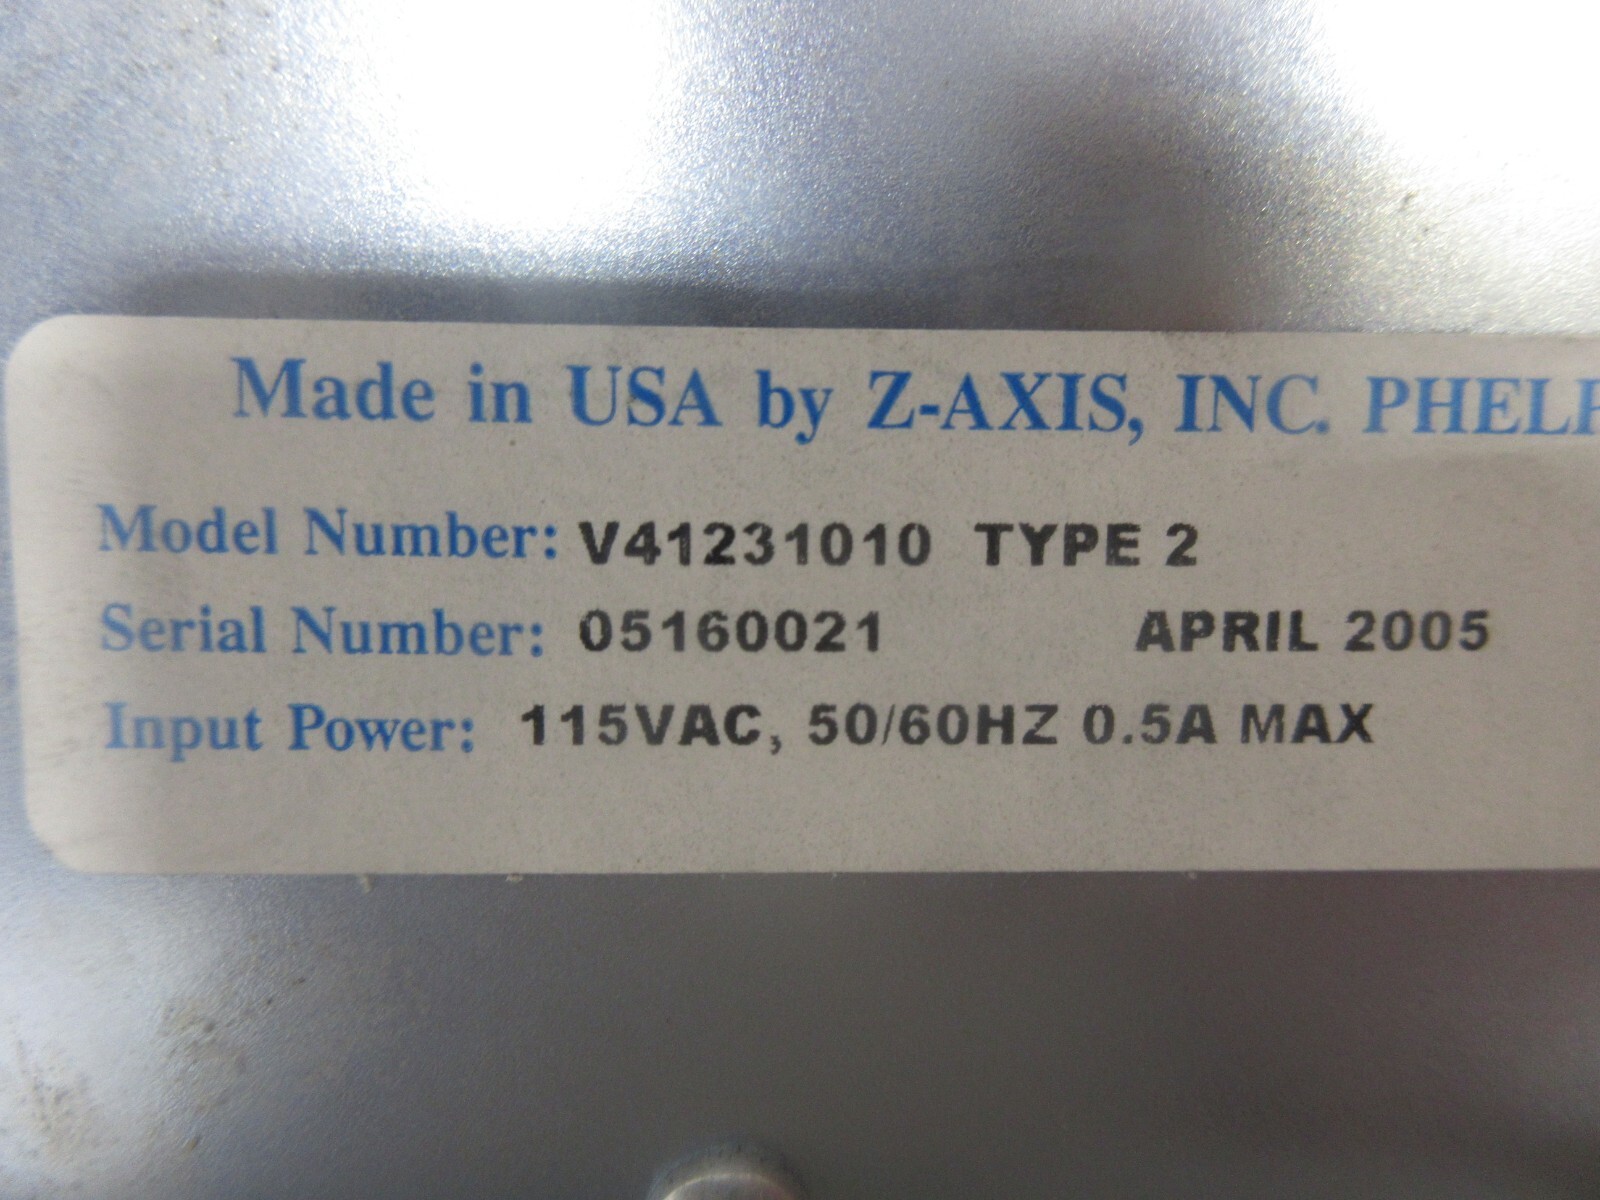 Made in USA by Z-AXIS, INC. PHELP
Model Number: V41231010 TYPE 2
Serial Number: 05160021 APRIL 2005
Input Power: 115VAC, 50/60HZ 0.5A MAX